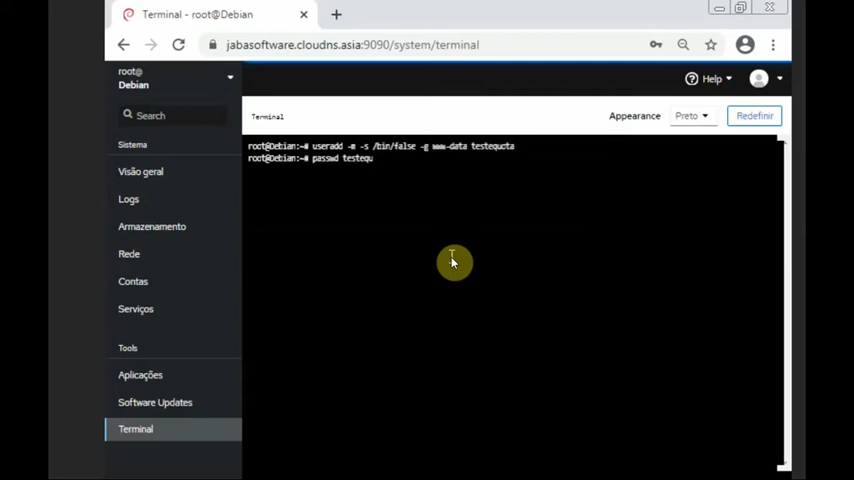 Terminal - root@Debian
jabasoftware.cloudns.asia:9090/system/terminal
root@
Debian
Help
Search
Terminal
Appearance
Preto
Redefinir
Sistema
root@Debian:~# useradd -m -s /bin/false -g www-data testequcta
root@Debian:~# passwd testequ
Visão geral
Logs
Armazenamento
Rede
Contas
Serviços
Tools
Aplicações
Software Updates
Terminal